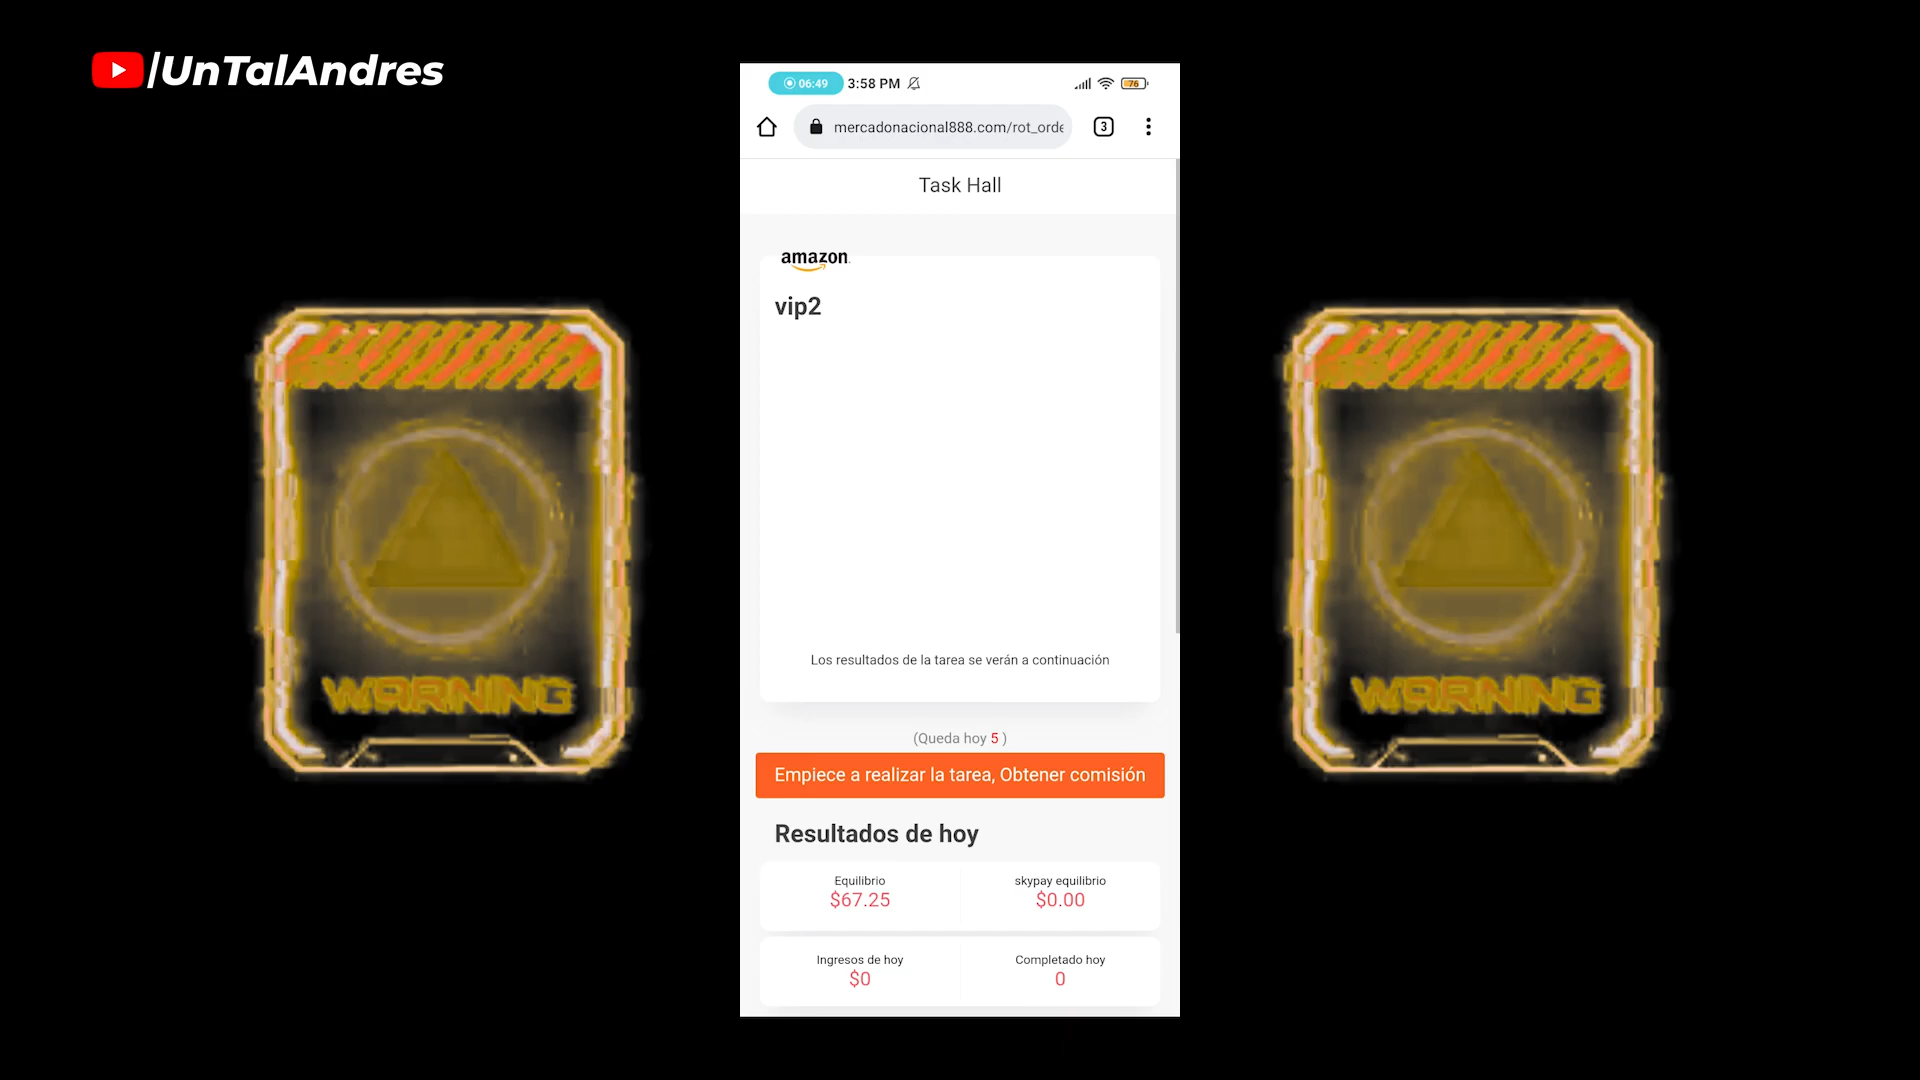 /UnTalAndres
06:49 3:58 PM 76
mercadonacional888.com/rot_orde
3
Task Hall
amazon
vip2
Los resultados de la tarea se verán a continuación
(Queda hoy 5 )
Empiece a realizar la tarea, Obtener comisión
Resultados de hoy
Equilibrio
$67.25
skypay equilibrio
$0.00
Ingresos de hoy
$0
Completado hoy
0
WARNING
WARNING